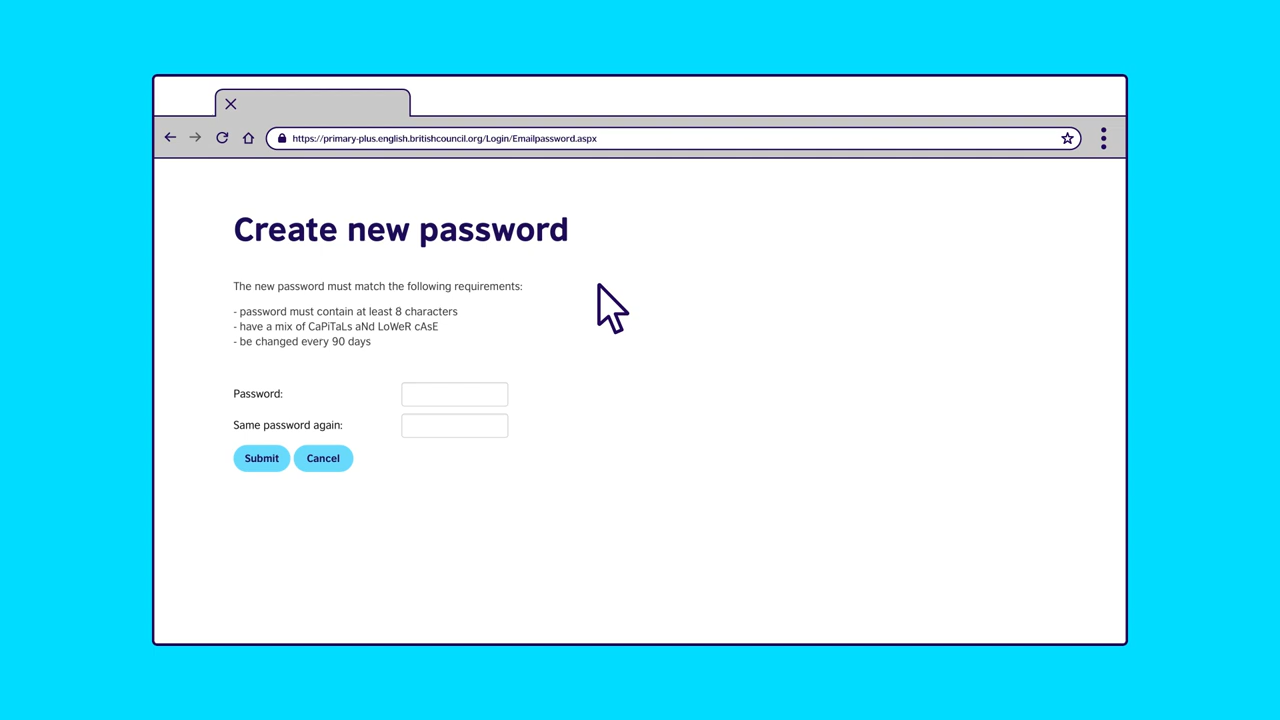 https://primary-plus.english.britishcouncil.org/Login/Emailpassword.aspx
Create new password
The new password must match the following requirements:
- password must contain at least 8 characters
- have a mix of CaPiTaLs aNd LoWeR cAsE
- be changed every 90 days
Password:
Same password again:
Submit Cancel